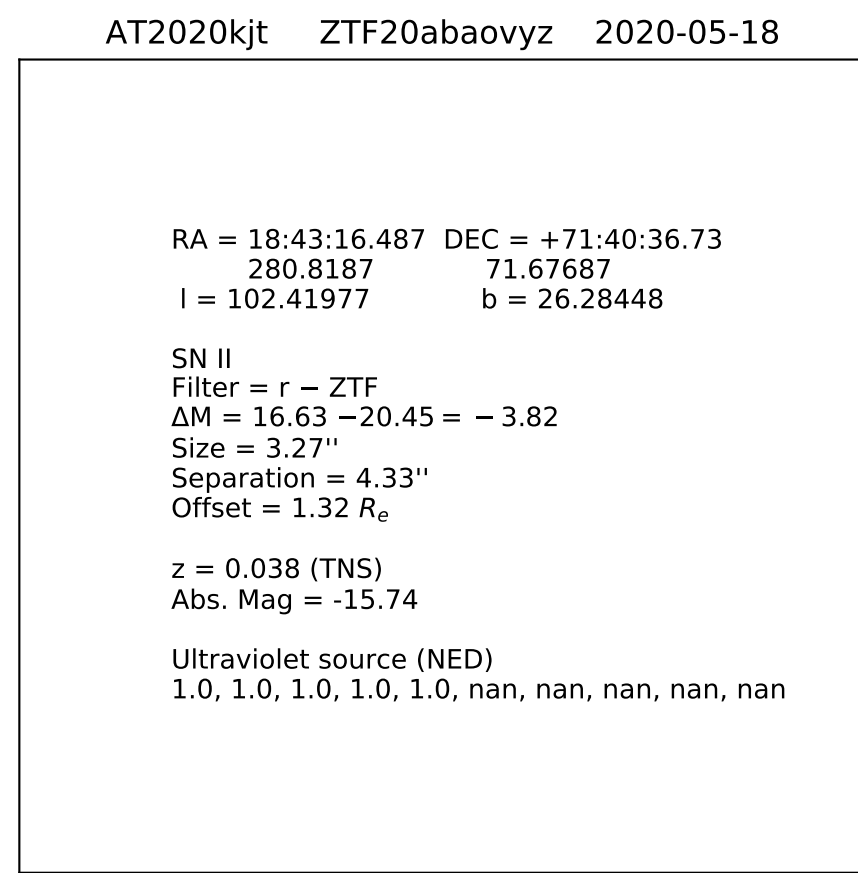 AT2020kjt ZTF20abaovyz 2020-05-18
RA = 18:43:16.487 DEC = +71:40:36.73
280.8187 71.67687
l = 102.41977 b = 26.28448
SN II
Filter = r − ZTF
ΔM = 16.63 −20.45 = − 3.82
Size = 3.27''
Separation = 4.33''
Offset = 1.32 Rₑ
z = 0.038 (TNS)
Abs. Mag = -15.74
Ultraviolet source (NED)
1.0, 1.0, 1.0, 1.0, 1.0, nan, nan, nan, nan, nan